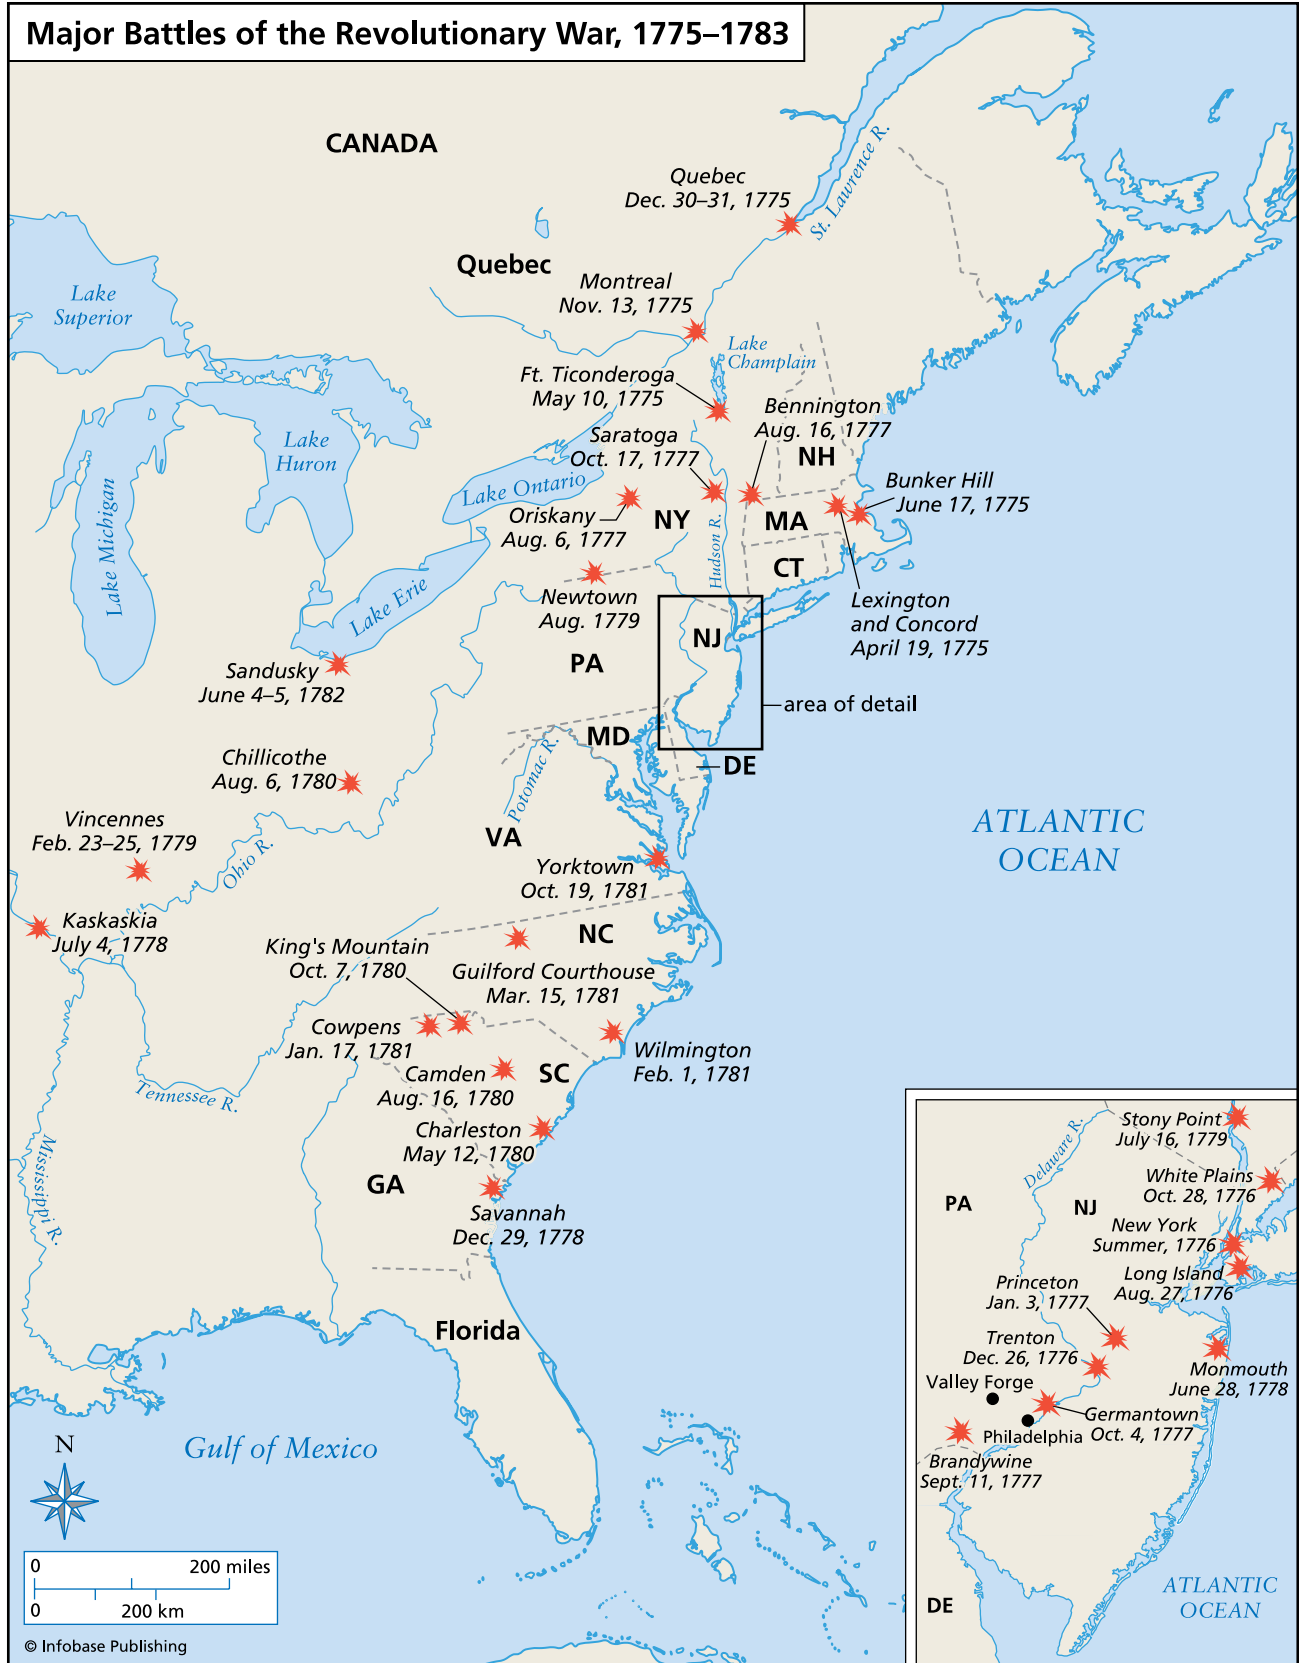 Major Battles of the Revolutionary War, 1775–1783
CANADA
Quebec
Dec. 30–31, 1775
St. Lawrence R.
Quebec
Montreal
Nov. 13, 1775
Lake
Superior
Lake
Champlain
Ft. Ticonderoga
May 10, 1775
Bennington
Aug. 16, 1777
Saratoga
Oct. 17, 1777
NH
Lake
Huron
Lake Michigan
Lake Ontario
Bunker Hill
June 17, 1775
Oriskany
Aug. 6, 1777
NY
MA
Hudson R.
CT
Lake Erie
Newtown
Aug. 1779
Lexington
and Concord
April 19, 1775
NJ
PA
Sandusky
June 4–5, 1782
area of detail
MD
DE
Potomac R.
Chillicothe
Aug. 6, 1780
Vincennes
Feb. 23–25, 1779
VA
ATLANTIC
OCEAN
Ohio R.
Yorktown
Oct. 19, 1781
Kaskaskia
July 4, 1778
King's Mountain
Oct. 7, 1780
NC
Guilford Courthouse
Mar. 15, 1781
Cowpens
Jan. 17, 1781
Wilmington
Feb. 1, 1781
Tennessee R.
Camden
Aug. 16, 1780
SC
Charleston
May 12, 1780
Mississippi R.
GA
Savannah
Dec. 29, 1778
Florida
Gulf of Mexico
N
0
200 miles
0
200 km
© Infobase Publishing
Stony Point
July 16, 1779
Delaware R.
White Plains
Oct. 28, 1776
PA
NJ
New York
Summer, 1776
Long Island
Aug. 27, 1776
Princeton
Jan. 3, 1777
Trenton
Dec. 26, 1776
Monmouth
June 28, 1778
Valley Forge
Germantown
Oct. 4, 1777
Philadelphia
Brandywine
Sept. 11, 1777
ATLANTIC
OCEAN
DE